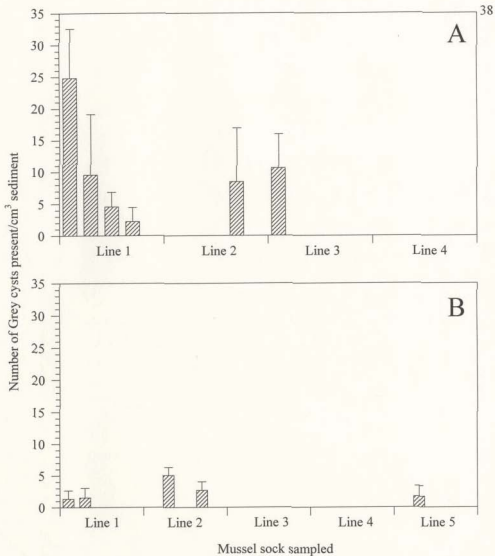 38
A
35
30
25
20
15
10
5
0
Line 1 Line 2 Line 3 Line 4
Number of Grey cysts present/cm³ sediment
B
35
30
25
20
15
10
5
0
Line 1 Line 2 Line 3 Line 4 Line 5
Mussel sock sampled